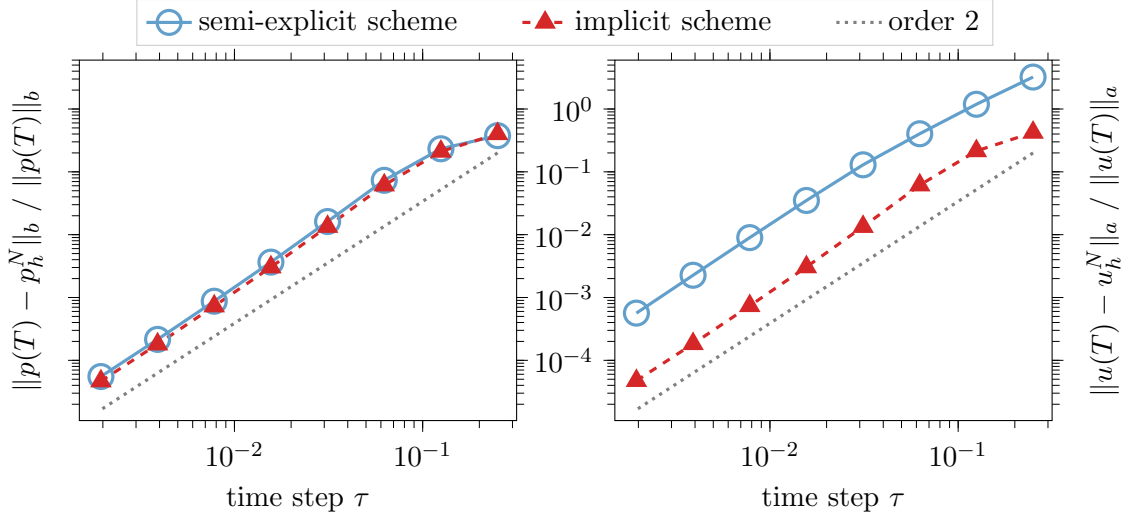 semi-explicit scheme implicit scheme order 2
‖p(T) − p_h^N‖_b / ‖p(T)‖_b
10^0
10^−1
10^−2
10^−3
10^−4
‖u(T) − u_h^N‖_a / ‖u(T)‖_a
10^−2 10^−1 10^−2 10^−1
time step τ time step τ